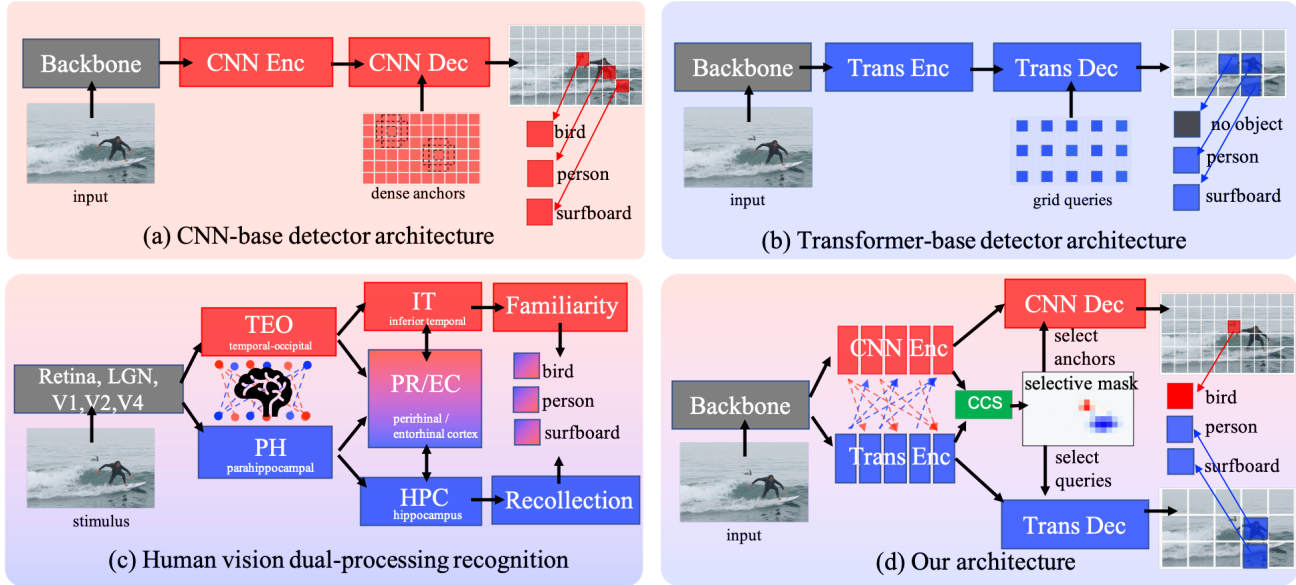 Backbone
CNN Enc
CNN Dec
input
dense anchors
bird
person
surfboard
(a) CNN-base detector architecture
Backbone
Trans Enc
Trans Dec
input
grid queries
no object
person
surfboard
(b) Transformer-base detector architecture
Retina, LGN,
V1,V2,V4
stimulus
TEO
temporal-occipital
PH
parahippocampal
IT
inferior temporal
PR/EC
perirhinal /
entorhinal cortex
HPC
hippocampus
Familiarity
bird
person
surfboard
Recollection
(c) Human vision dual-processing recognition
Backbone
input
CNN Enc
Trans Enc
CCS
CNN Dec
select
anchors
selective mask
select
queries
Trans Dec
bird
person
surfboard
(d) Our architecture